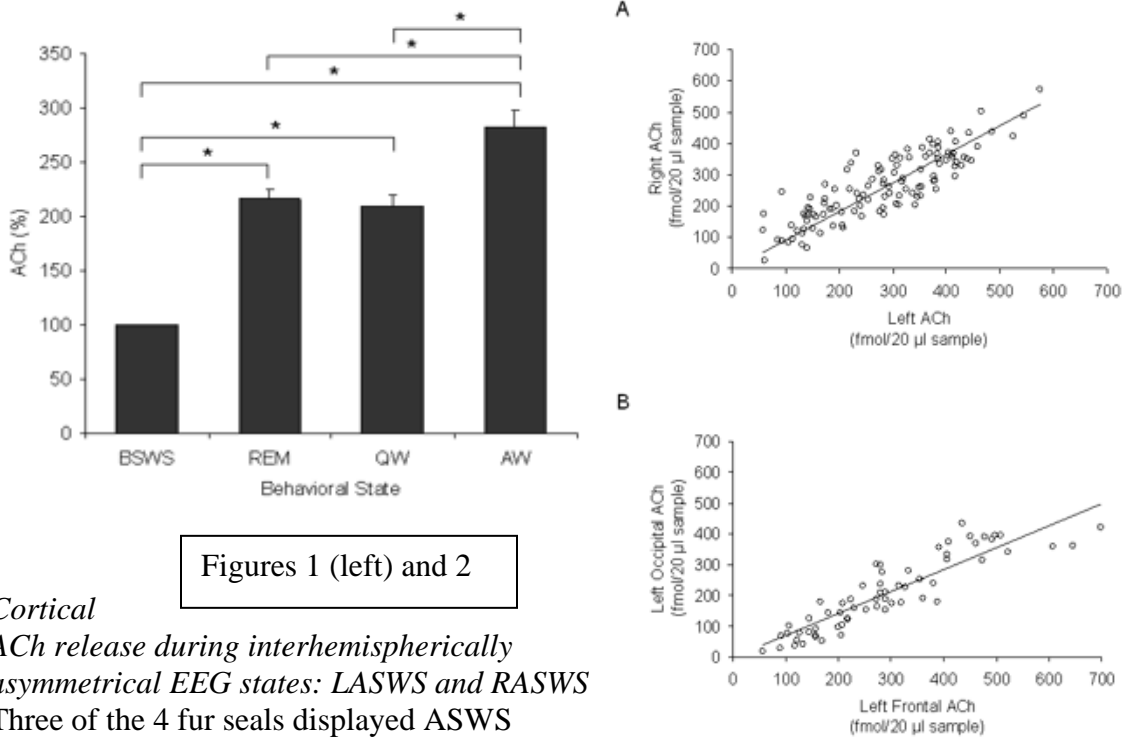 *
*
*
*
*
350
300
250
200
150
100
50
0
ACh (%)
BSWS REM QW AW
Behavioral State
A
700
600
500
400
300
200
100
0
Right ACh
(fmol/20 µl sample)
0 100 200 300 400 500 600 700
Left ACh
(fmol/20 µl sample)
B
700
600
500
400
300
200
100
0
Left Occipital ACh
(fmol/20 µl sample)
0 100 200 300 400 500 600 700
Left Frontal ACh
(fmol/20 µl sample)
Figures 1 (left) and 2
Cortical
ACh release during interhemispherically
asymmetrical EEG states: LASWS and RASWS
Three of the 4 fur seals displayed ASWS